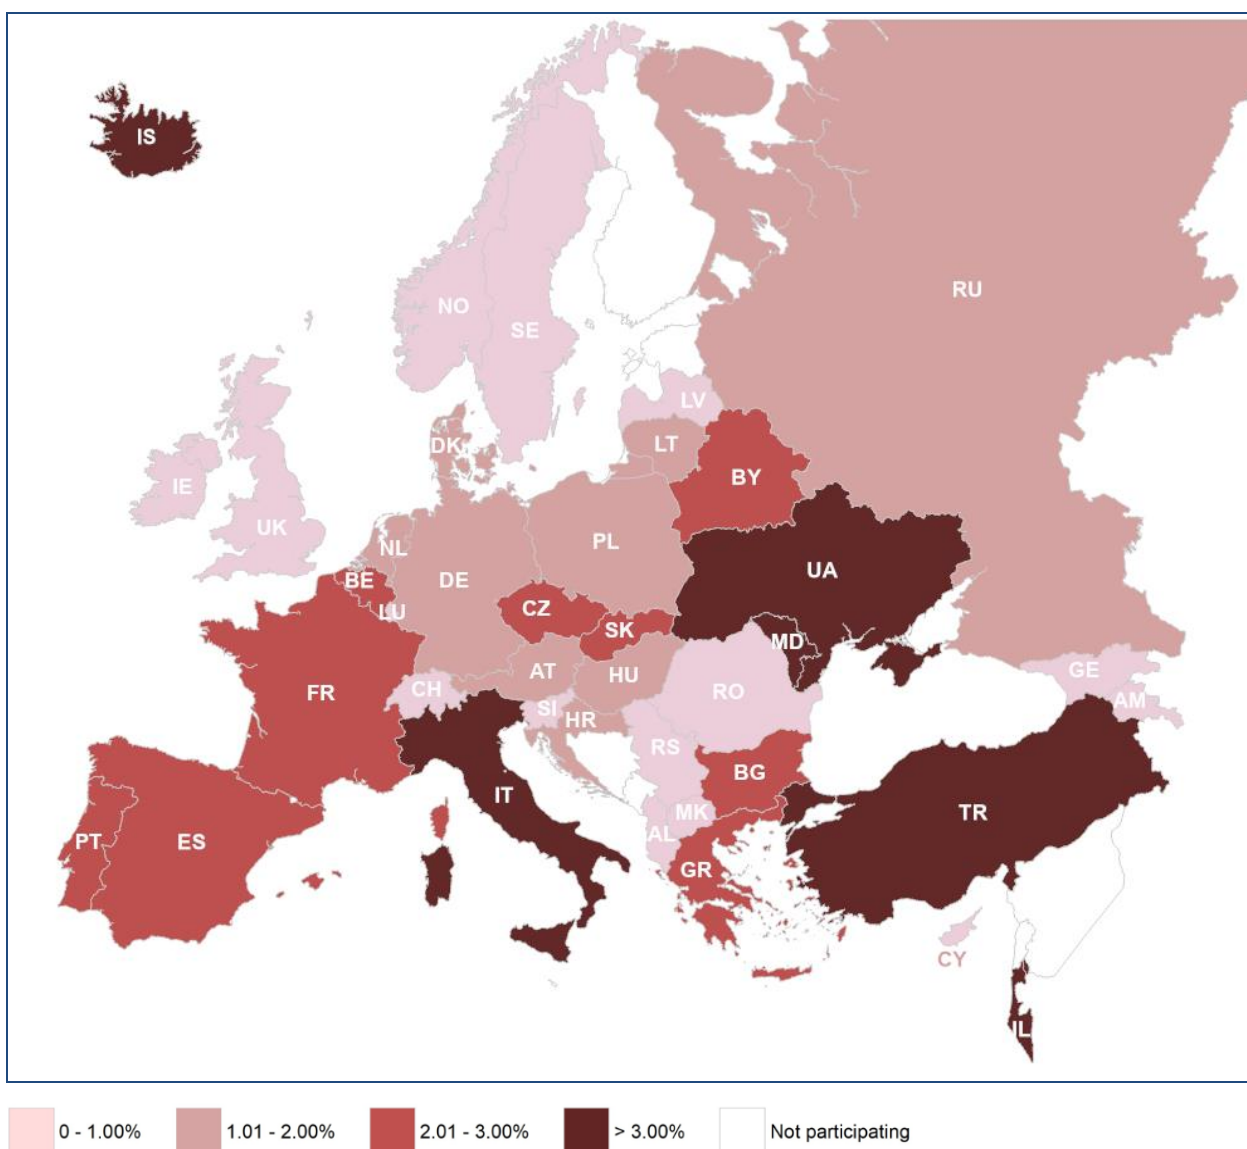 IS
RU
NO
SE
LV
LT
DK
BY
IE
UK
NL
PL
BE
DE
UA
LU
CZ
SK
MD
AT
HU
FR
CH
RO
GE
SI
HR
AM
RS
BG
IT
MK
TR
PT
ES
AL
GR
CY
IL
0 - 1.00%
1.01 - 2.00%
2.01 - 3.00%
> 3.00%
Not participating